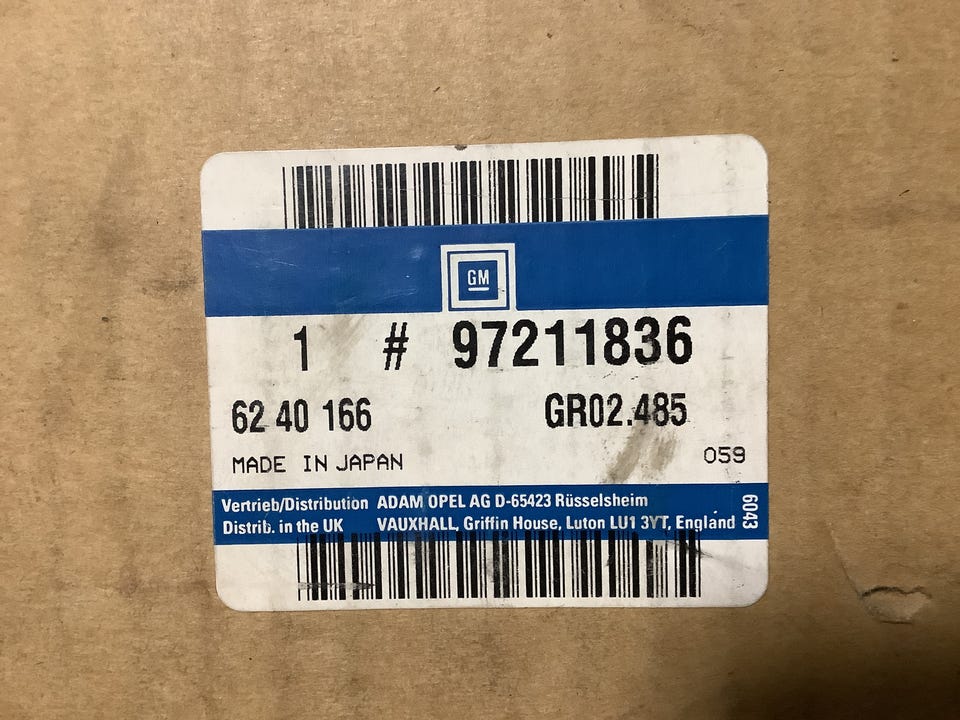 GM
1 # 97211836
62 40 166 GR02.485
MADE IN JAPAN 059
Vertrieb/Distribution ADAM OPEL AG D-65423 Rüsselsheim
Distrib. in the UK VAUXHALL, Griffin House, Luton LU1 3YT, England
6043